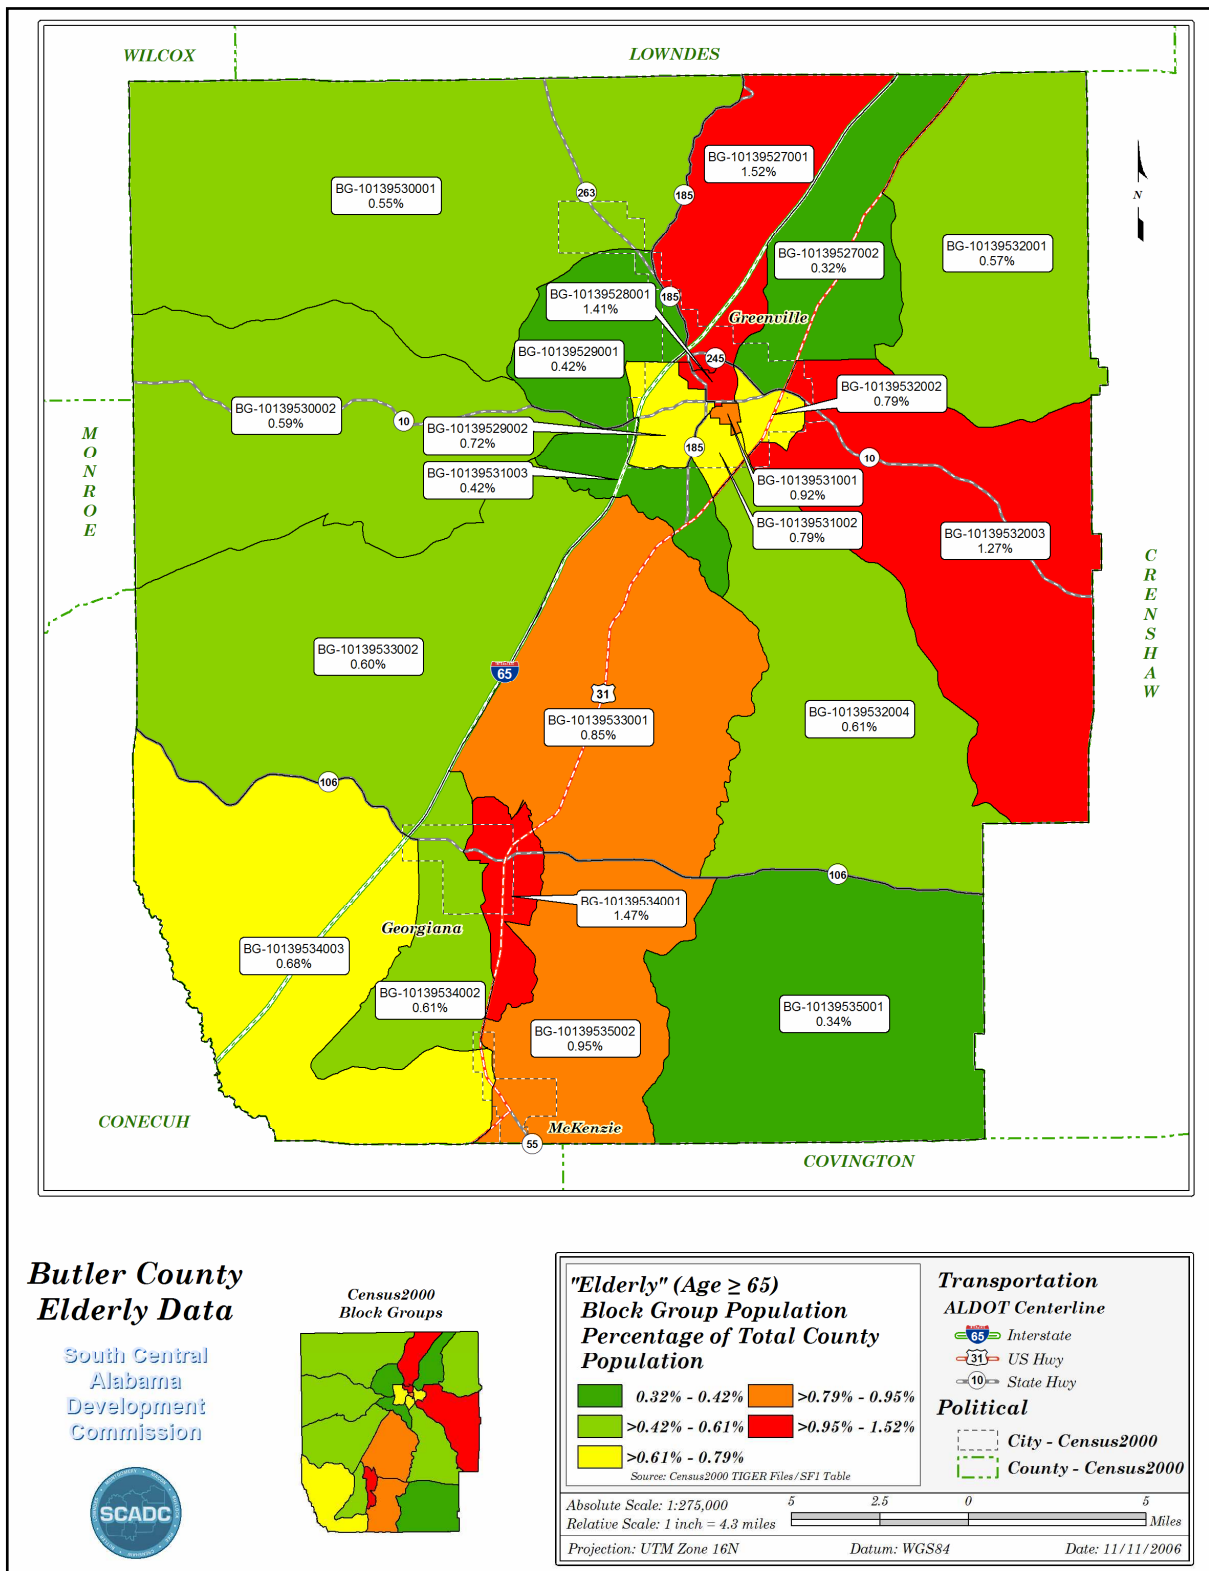 WILCOX
LOWNDES
BG-10139527001
1.52%
BG-10139530001
0.55%
263
185
N
BG-10139527002
0.32%
BG-10139532001
0.57%
BG-10139528001
1.41%
185
Greenville
BG-10139529001
0.42%
245
BG-10139532002
0.79%
BG-10139530002
0.59%
10
BG-10139529002
0.72%
185
10
MONROE
BG-10139531003
0.42%
BG-10139531001
0.92%
BG-10139531002
0.79%
BG-10139532003
1.27%
CRENSHAW
BG-10139533002
0.60%
65
31
BG-10139533001
0.85%
BG-10139532004
0.61%
106
106
BG-10139534001
1.47%
Georgiana
BG-10139534003
0.68%
BG-10139534002
0.61%
BG-10139535001
0.34%
BG-10139535002
0.95%
CONECUH
McKenzie
55
COVINGTON
Butler County
Elderly Data
South Central
Alabama
Development
Commission
SCADC
Census2000
Block Groups
"Elderly" (Age ≥ 65)
Block Group Population
Percentage of Total County
Population
0.32% - 0.42%
>0.42% - 0.61%
>0.61% - 0.79%
>0.79% - 0.95%
>0.95% - 1.52%
Source: Census2000 TIGER Files/SF1 Table
Transportation
ALDOT Centerline
65 Interstate
31 US Hwy
10 State Hwy
Political
City - Census2000
County - Census2000
Absolute Scale: 1:275,000
Relative Scale: 1 inch = 4.3 miles
5 2.5 0 5
Miles
Projection: UTM Zone 16N Datum: WGS84 Date: 11/11/2006